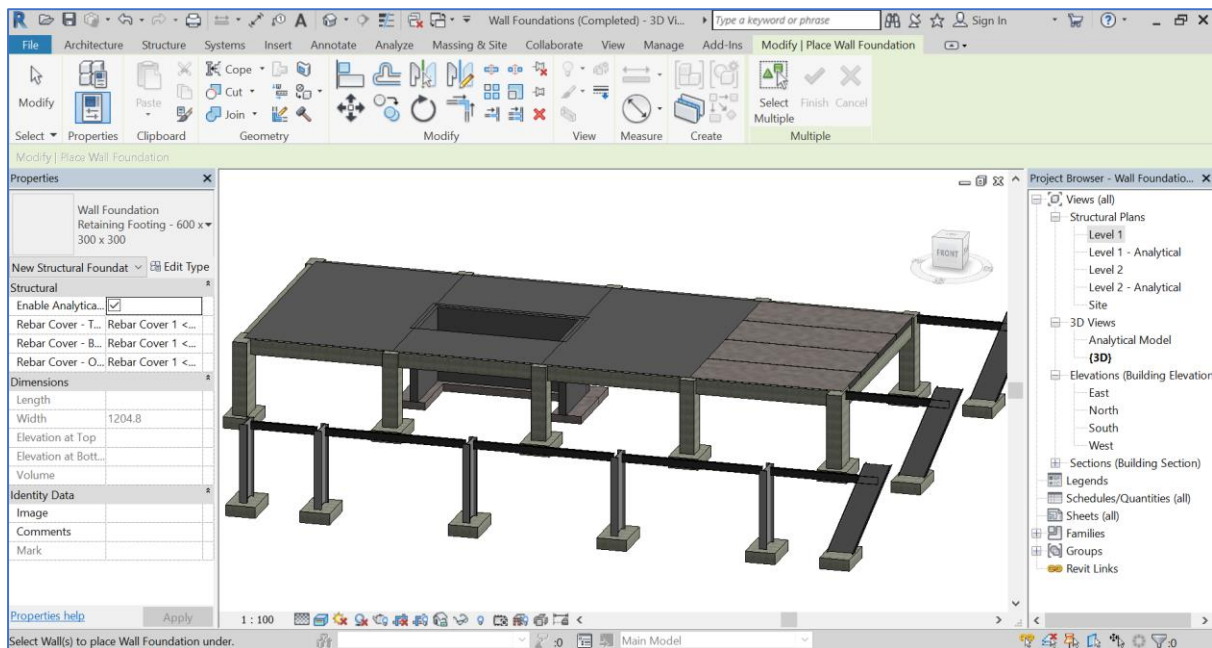 R A Wall Foundations (Completed) - 3D Vi... Type a keyword or phrase Sign In
File Architecture Structure Systems Insert Annotate Analyze Massing & Site Collaborate View Manage Add-Ins Modify | Place Wall Foundation
Modify Paste Cope Cut Join Select Multiple Finish Cancel
Select Properties Clipboard Geometry Modify View Measure Create Multiple
Modify | Place Wall Foundation
Properties
Wall Foundation
Retaining Footing - 600 x
300 x 300
New Structural Foundat Edit Type
Structural
Enable Analytica...
Rebar Cover - T... Rebar Cover 1 <...
Rebar Cover - B... Rebar Cover 1 <...
Rebar Cover - O... Rebar Cover 1 <...
Dimensions
Length
Width 1204.8
Elevation at Top
Elevation at Bott...
Volume
Identity Data
Image
Comments
Mark
Properties help Apply
FRONT
1 : 100
Project Browser - Wall Foundatio...
Views (all)
Structural Plans
Level 1
Level 1 - Analytical
Level 2
Level 2 - Analytical
Site
3D Views
Analytical Model
{3D}
Elevations (Building Elevation
East
North
South
West
Sections (Building Section)
Legends
Schedules/Quantities (all)
Sheets (all)
Families
Groups
Revit Links
Select Wall(s) to place Wall Foundation under. :0 Main Model :0